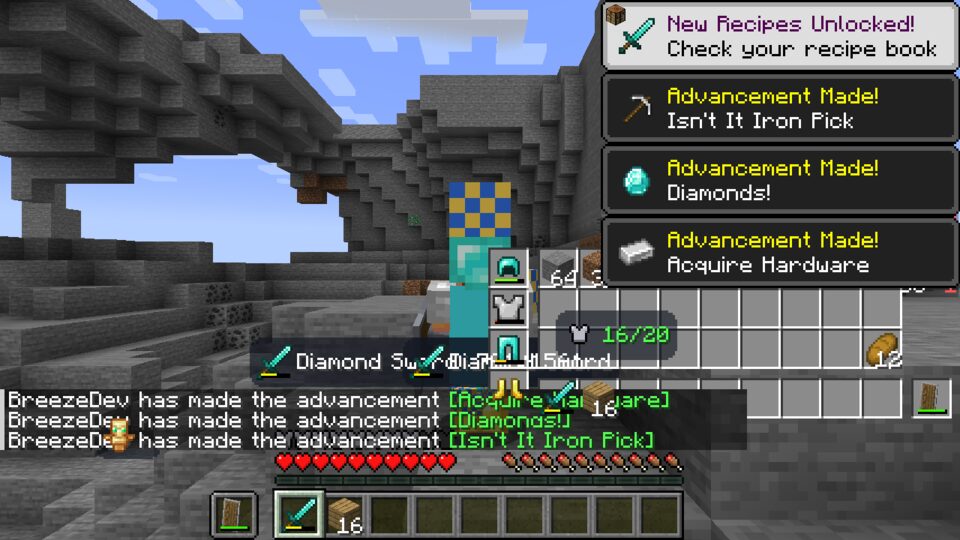 New Recipes Unlocked!
Check your recipe book
Advancement Made!
Isn't It Iron Pick
Advancement Made!
Diamonds!
Advancement Made!
Acquire Hardware
64
16/20
12
Diamond Sword
16
BreezeDev has made the advancement [Acquire Hardware]
BreezeDev has made the advancement [Diamonds!]
BreezeDev has made the advancement [Isn't It Iron Pick]
16